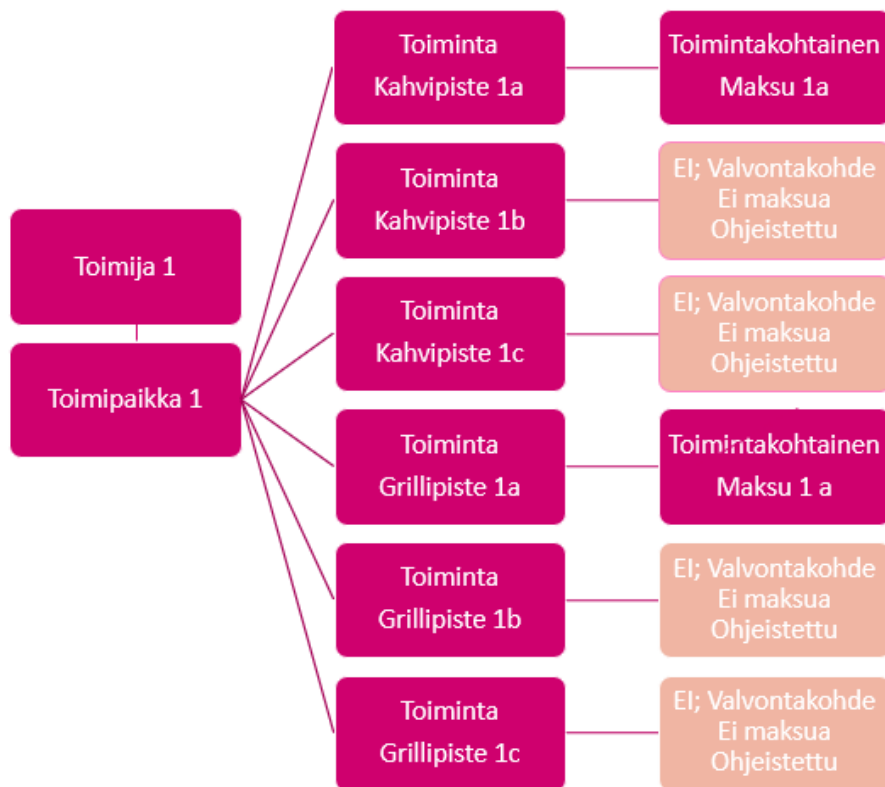 Toimija 1
Toimipaikka 1
Toiminta
Kahvipiste 1a
Toimintakohtainen
Maksu 1a
Toiminta
Kahvipiste 1b
EI; Valvontakohde
Ei maksua
Ohjeistettu
Toiminta
Kahvipiste 1c
EI; Valvontakohde
Ei maksua
Ohjeistettu
Toiminta
Grillipiste 1a
Toimintakohtainen
Maksu 1 a
Toiminta
Grillipiste 1b
EI; Valvontakohde
Ei maksua
Ohjeistettu
Toiminta
Grillipiste 1c
EI; Valvontakohde
Ei maksua
Ohjeistettu